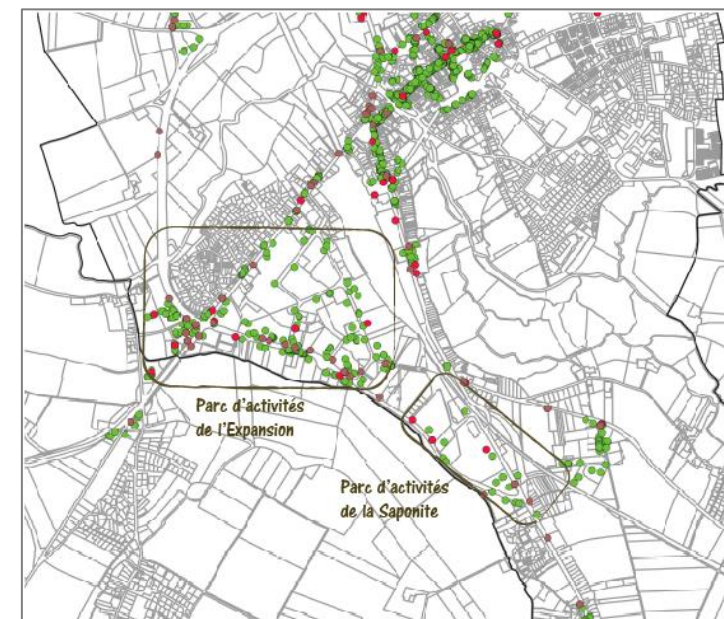 Parc d'activités
de l'Expansion
Parc d'activités
de la Saponite